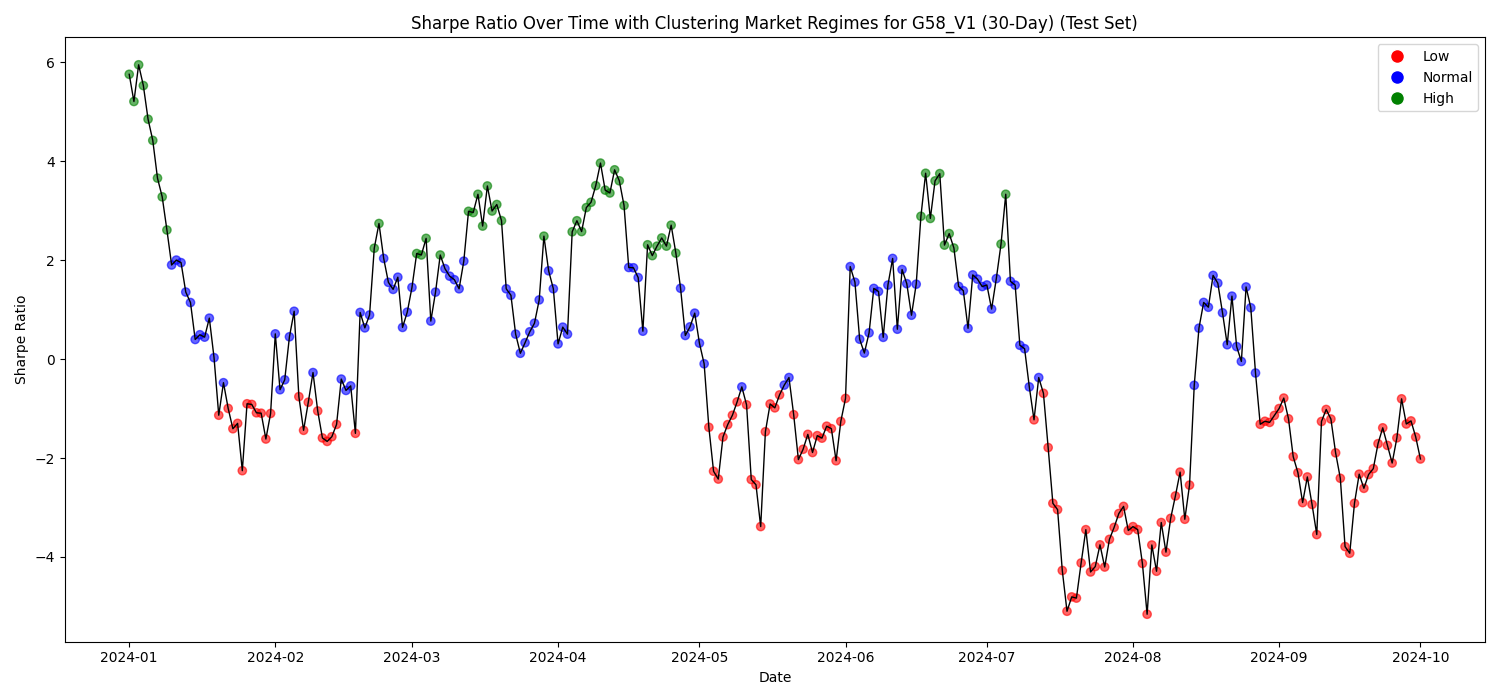 Sharpe Ratio Over Time with Clustering Market Regimes for G58_V1 (30-Day) (Test Set)
Low
Normal
High
Sharpe Ratio
6
4
2
0
−2
−4
2024-01
2024-02
2024-03
2024-04
2024-05
2024-06
2024-07
2024-08
2024-09
2024-10
Date